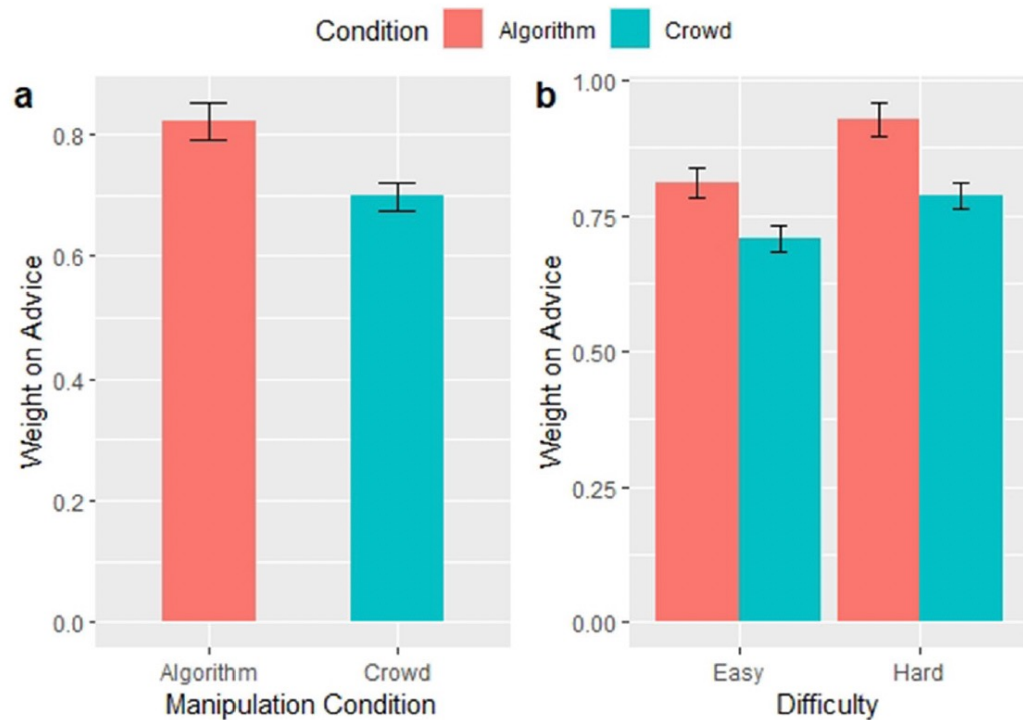 Condition Algorithm Crowd
a
Weight on Advice
0.8
0.6
0.4
0.2
0.0
Algorithm Crowd
Manipulation Condition
b
Weight on Advice
1.00
0.75
0.50
0.25
0.00
Easy Hard
Difficulty